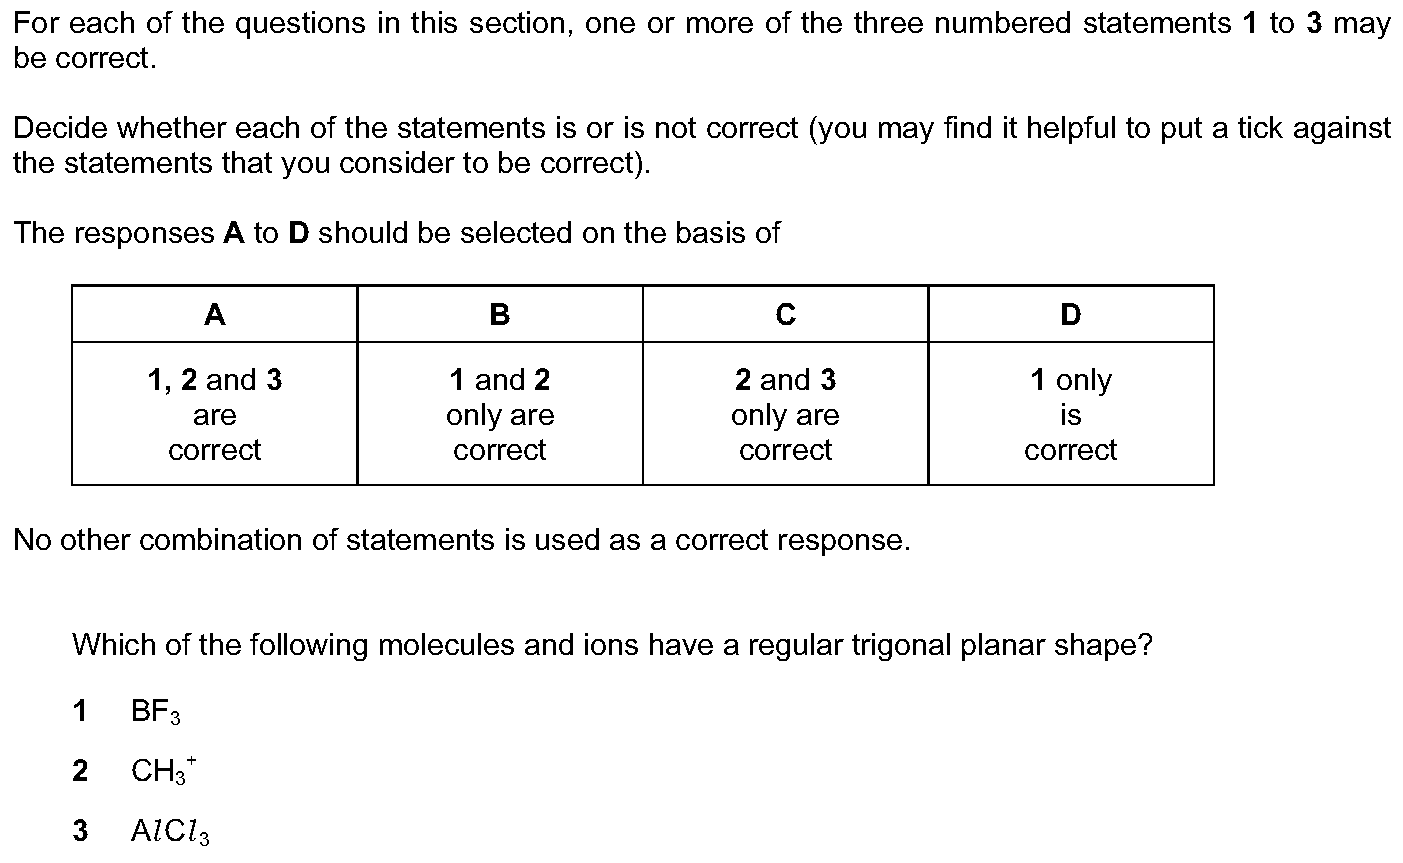 For each of the questions in this section, one or more of the three numbered statements 1 to 3 may
be correct.
Decide whether each of the statements is or is not correct (you may find it helpful to put a tick against
the statements that you consider to be correct).
The responses A to D should be selected on the basis of
A B C D
1, 2 and 3 1 and 2 2 and 3 1 only
are only are only are is
correct correct correct correct
No other combination of statements is used as a correct response.
Which of the following molecules and ions have a regular trigonal planar shape?
1 BF₃
2 CH₃⁺
3 AlCl₃